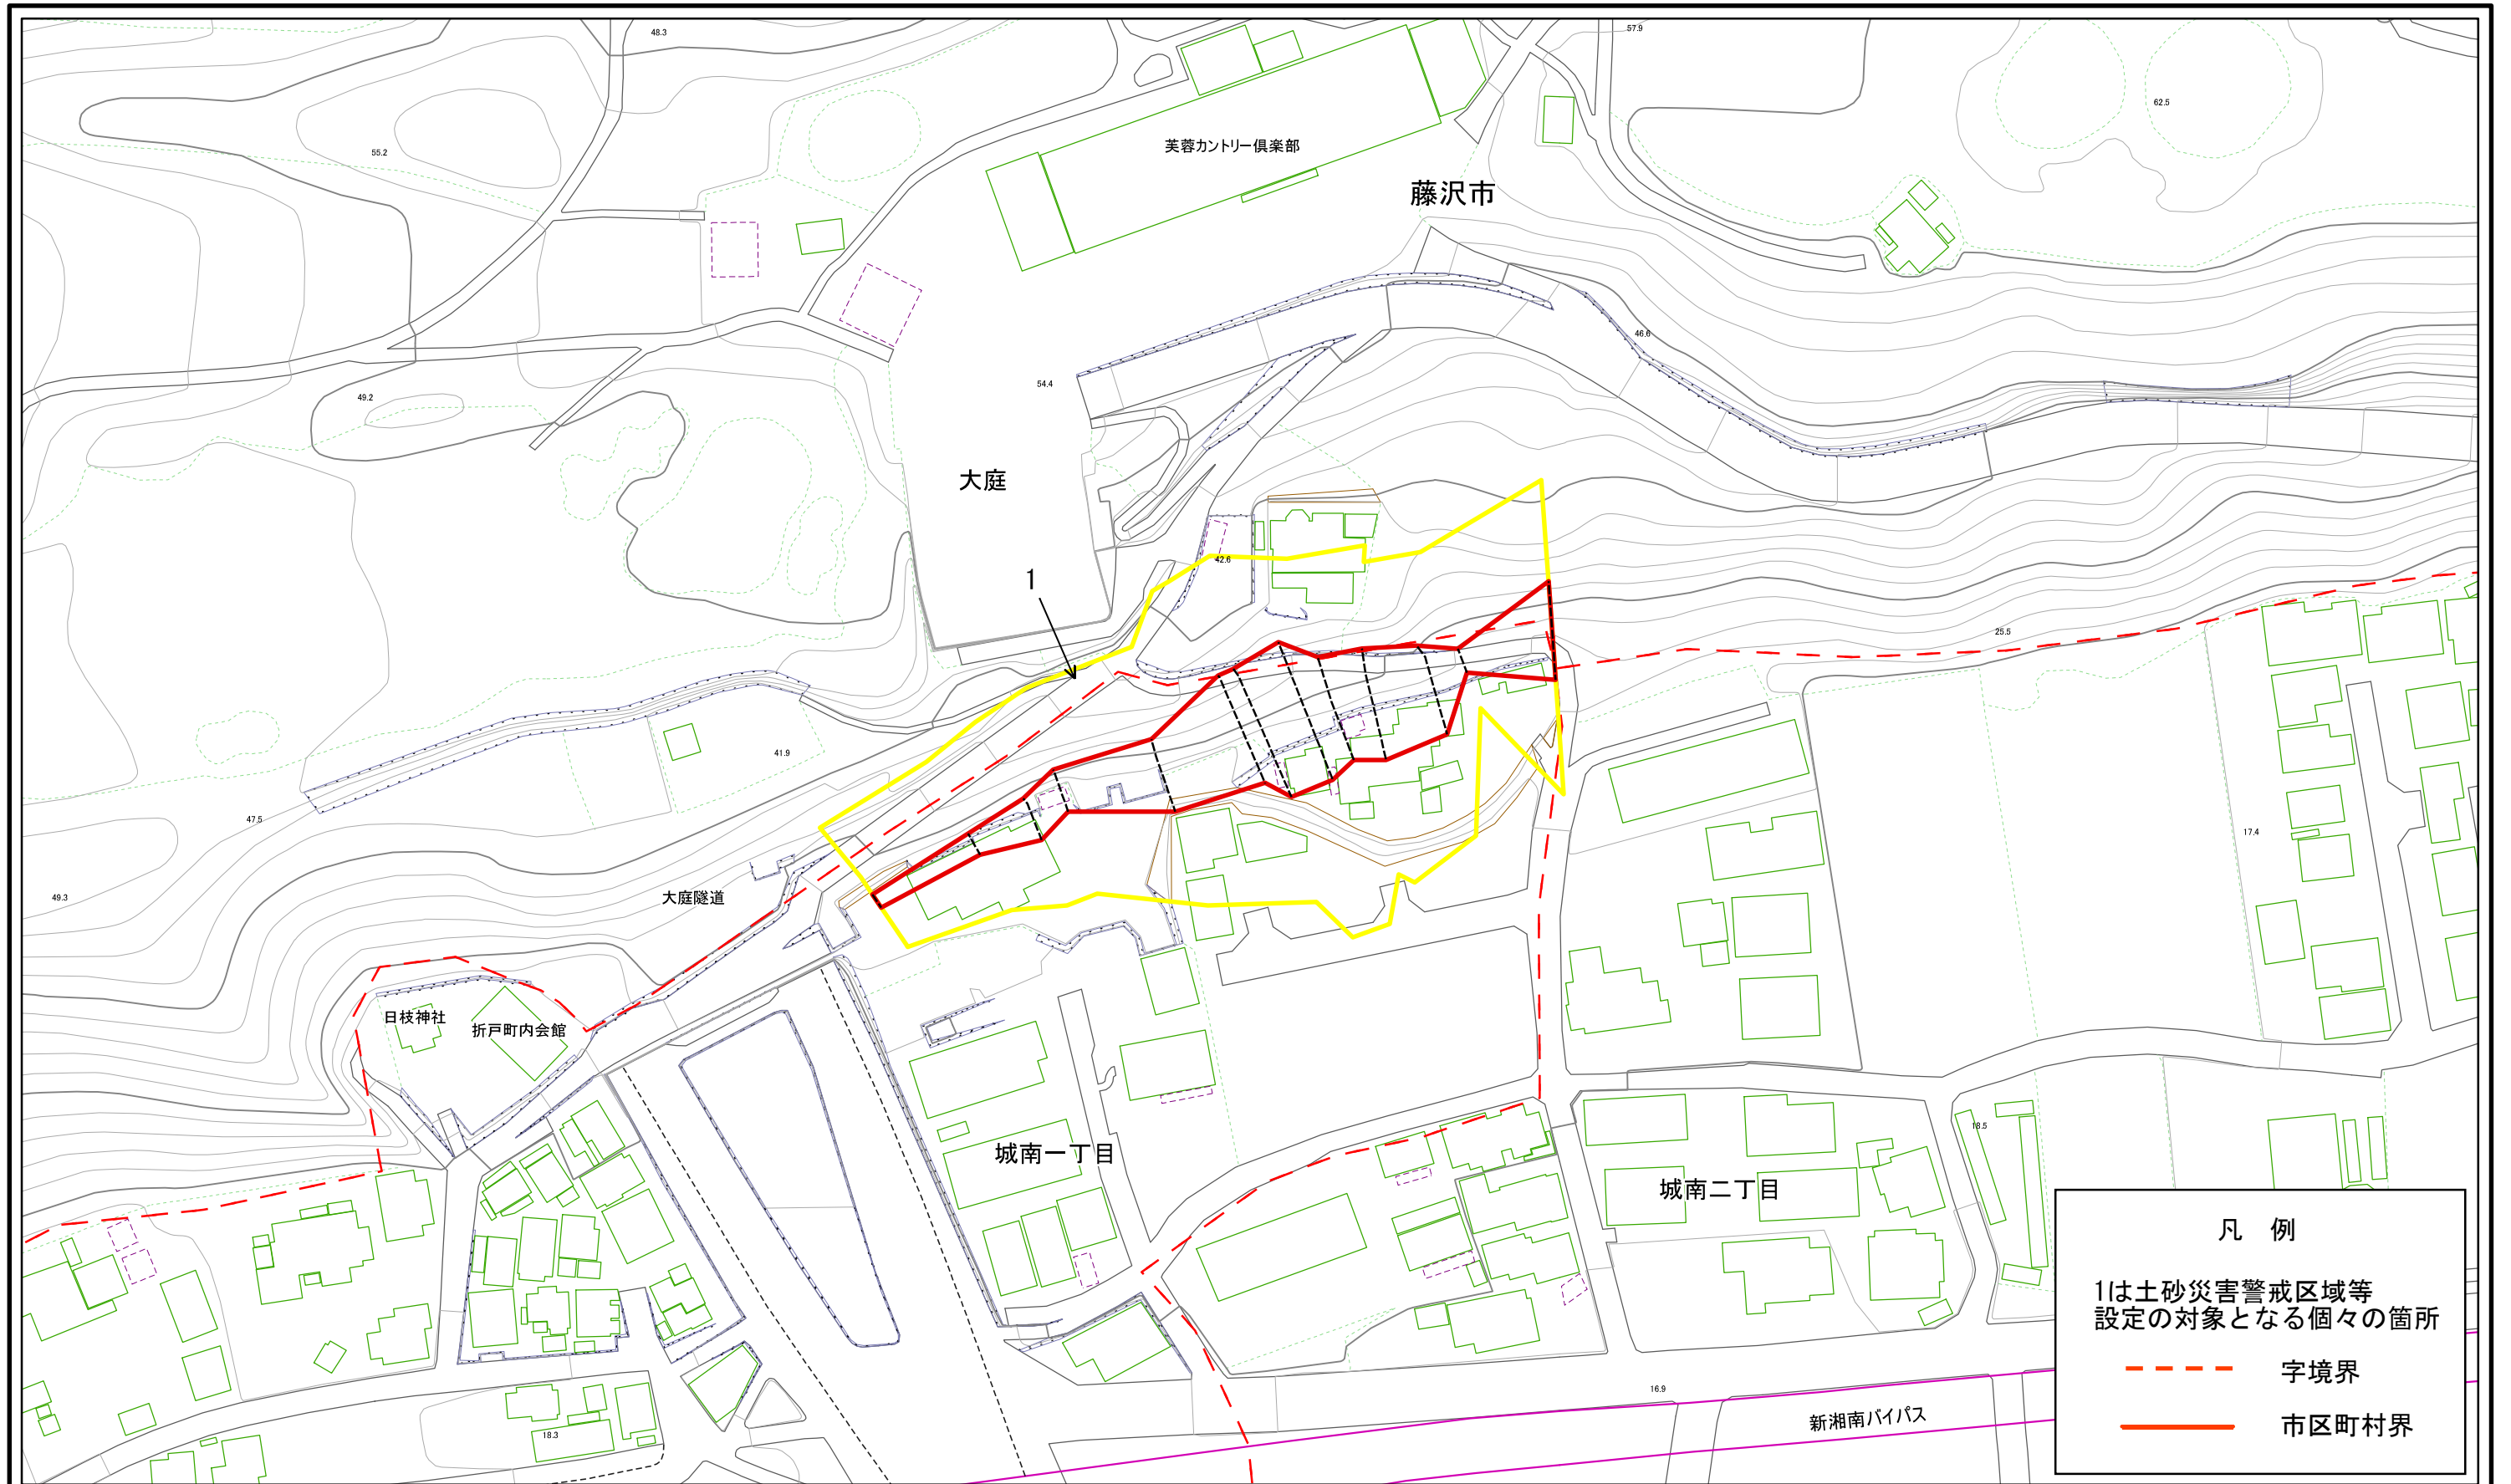 48.3
57.9
62.5
芙蓉カントリー倶楽部
55.2
藤沢市
46.6
54.4
49.2
大庭
42.6
1
25.5
41.9
47.5
17.4
49.3
大庭隧道
日枝神社
折戸町内会館
18.5
城南一丁目
城南二丁目
16.9
新湘南バイパス
18.3
凡 例
1は土砂災害警戒区域等
設定の対象となる個々の箇所
字境界
市区町村界